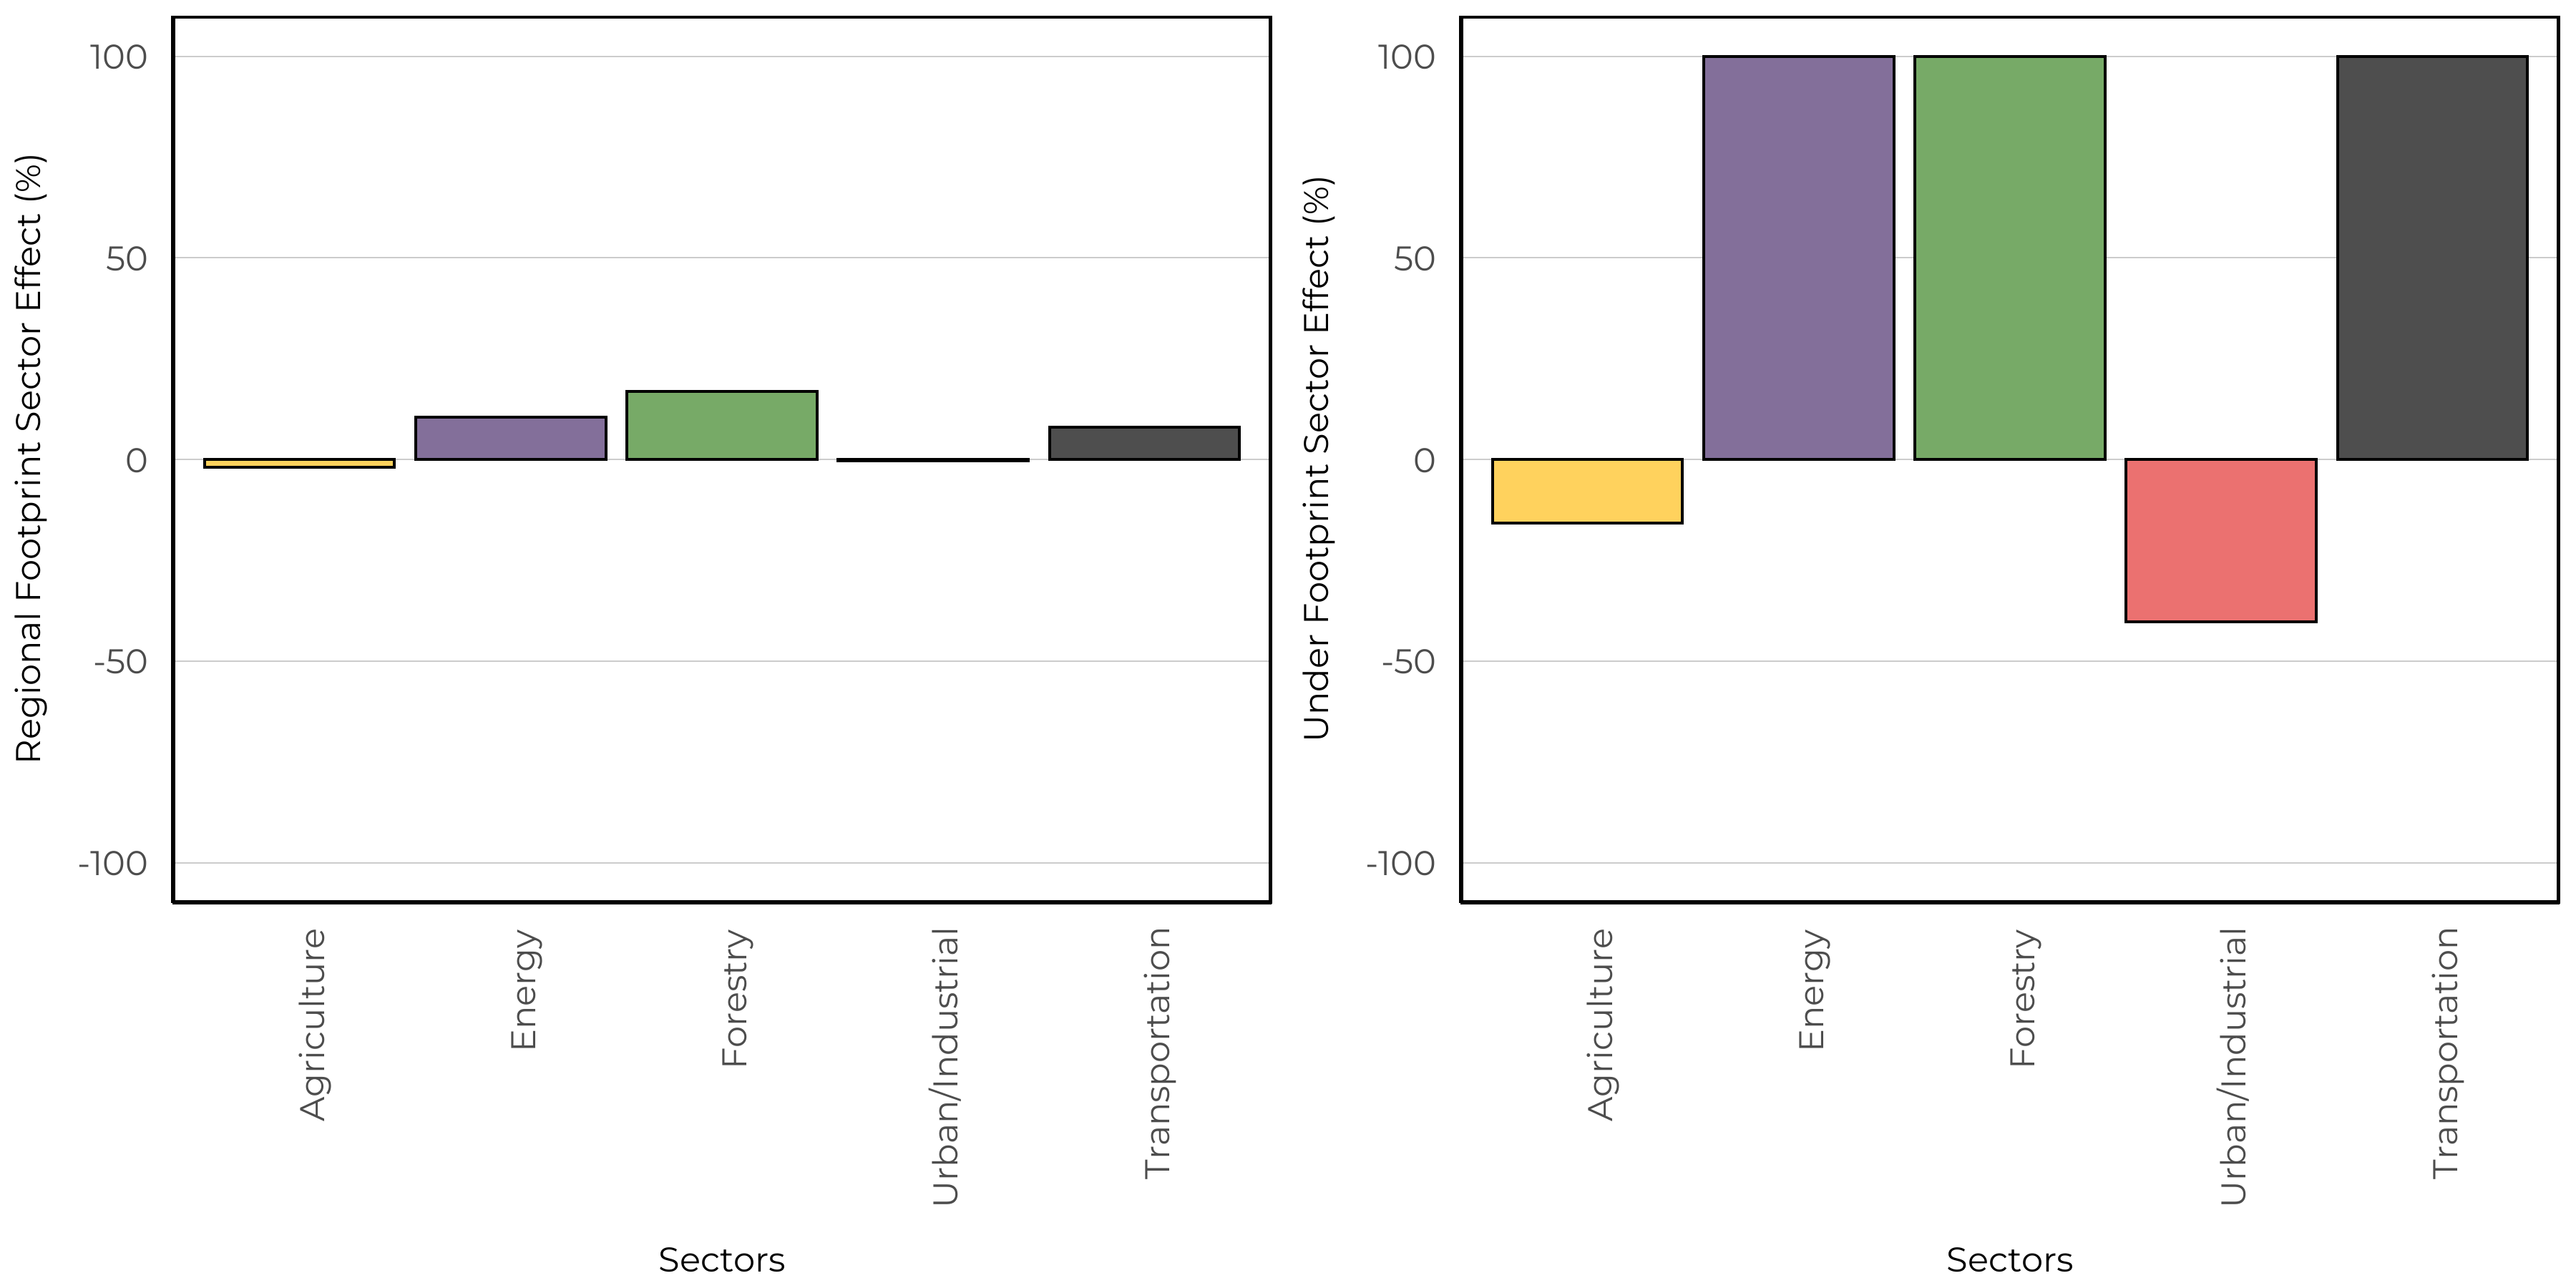 Regional Footprint Sector Effect (%)
100
50
0
-50
-100
Agriculture
Energy
Forestry
Urban/Industrial
Transportation
Sectors
Under Footprint Sector Effect (%)
100
50
0
-50
-100
Agriculture
Energy
Forestry
Urban/Industrial
Transportation
Sectors